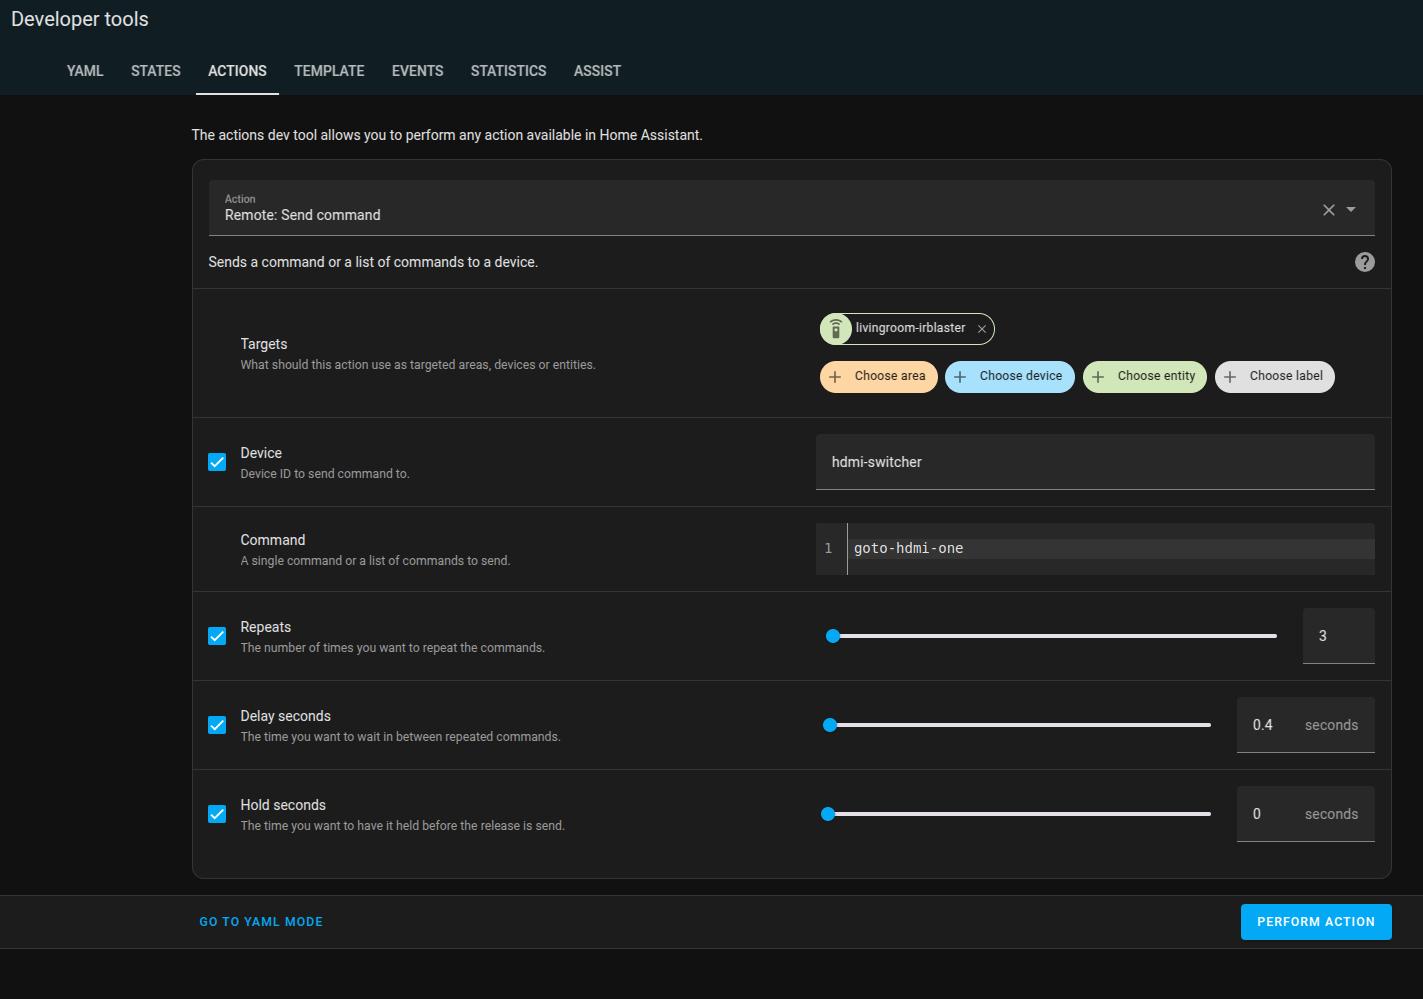 Developer tools
YAML STATES ACTIONS TEMPLATE EVENTS STATISTICS ASSIST
The actions dev tool allows you to perform any action available in Home Assistant.
Action
Remote: Send command
Sends a command or a list of commands to a device.
livingroom-irblaster
Targets
What should this action use as targeted areas, devices or entities.
Choose area Choose device Choose entity Choose label
Device
Device ID to send command to.
hdmi-switcher
Command
A single command or a list of commands to send.
1 goto-hdmi-one
Repeats
The number of times you want to repeat the commands.
3
Delay seconds
The time you want to wait in between repeated commands.
0.4 seconds
Hold seconds
The time you want to have it held before the release is send.
0 seconds
GO TO YAML MODE PERFORM ACTION